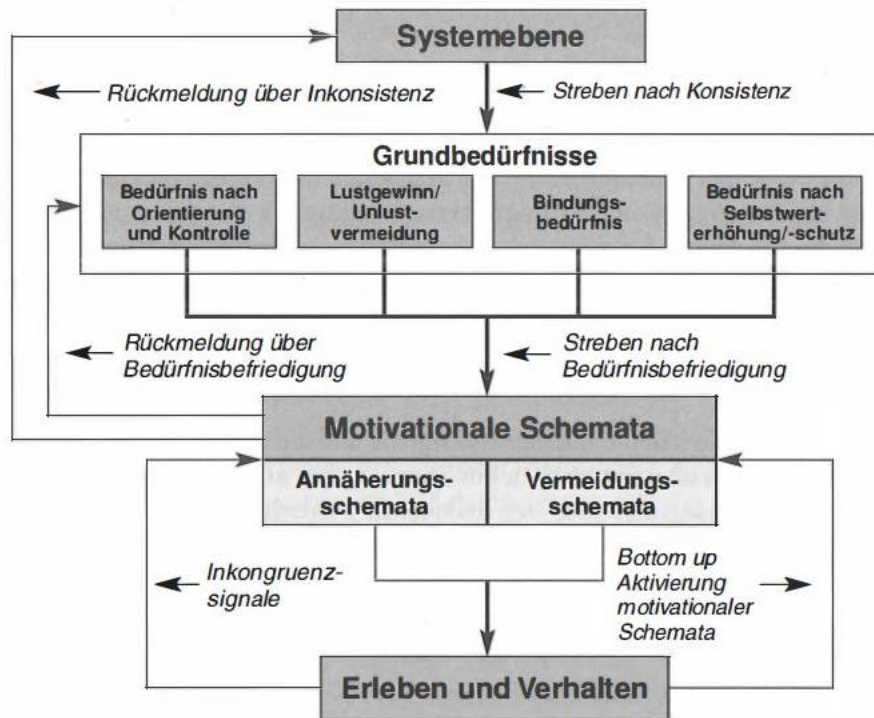 Systemebene
Rückmeldung über Inkonsistenz
Streben nach Konsistenz
Grundbedürfnisse
Bedürfnis nach
Orientierung
und Kontrolle
Lustgewinn/
Unlust-
vermeidung
Bindungs-
bedürfnis
Bedürfnis nach
Selbstwert-
erhöhung/-schutz
Rückmeldung über
Bedürfnisbefriedigung
Streben nach
Bedürfnisbefriedigung
Motivationale Schemata
Annäherungs-
schemata
Vermeidungs-
schemata
Inkongruenz-
signale
Bottom up
Aktivierung
motivationaler
Schemata
Erleben und Verhalten